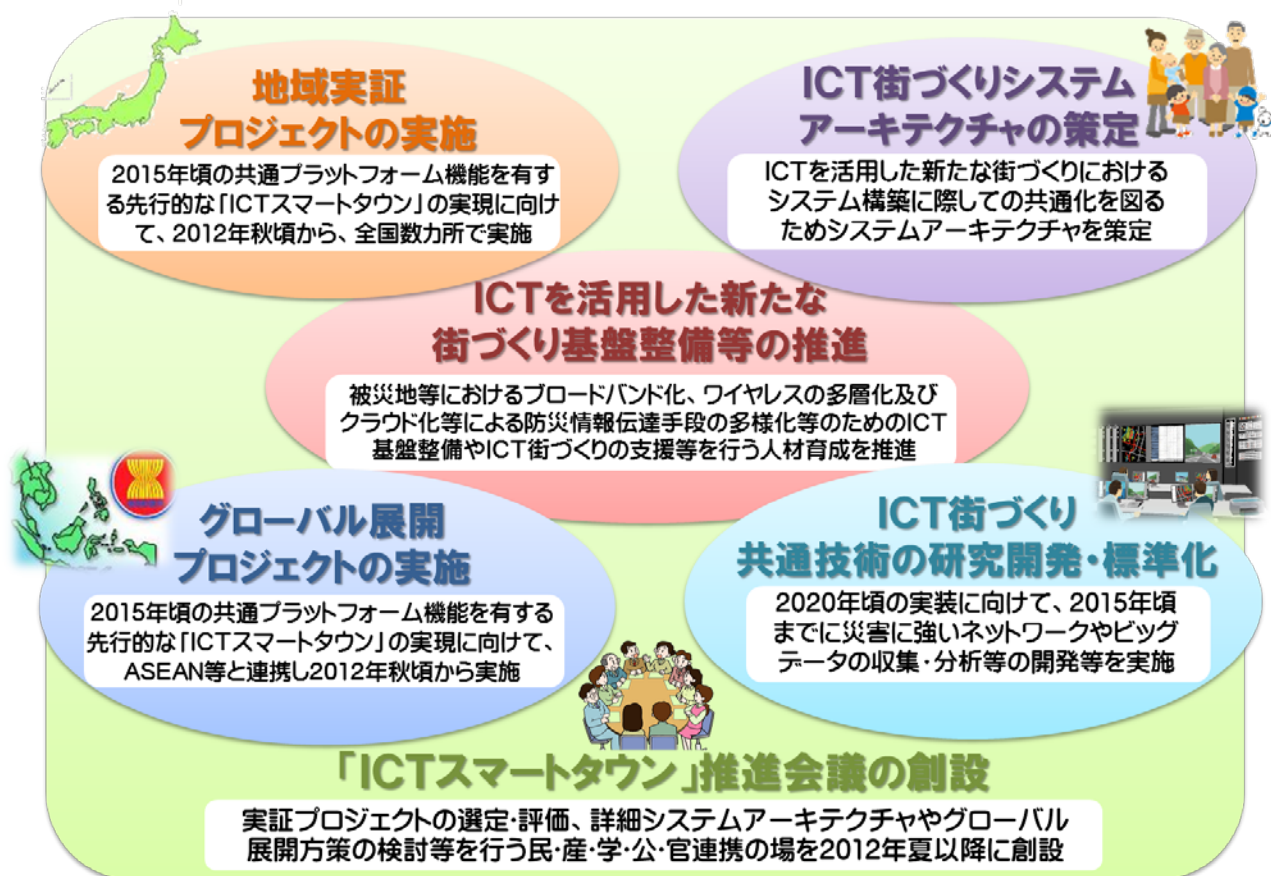 地域実証
プロジェクトの実施
2015年頃の共通プラットフォーム機能を有す
る先行的な「ICTスマートタウン」の実現に向け
て、2012年秋頃から、全国数カ所で実施
ICT街づくりシステム
アーキテクチャの策定
ICTを活用した新たな街づくりにおける
システム構築に際しての共通化を図る
ためシステムアーキテクチャを策定
ICTを活用した新たな
街づくり基盤整備等の推進
被災地等におけるブロードバンド化、ワイヤレスの多層化及び
クラウド化等による防災情報伝達手段の多様化等のためのICT
基盤整備やICT街づくりの支援等を行う人材育成を推進
グローバル展開
プロジェクトの実施
2015年頃の共通プラットフォーム機能を有する
先行的な「ICTスマートタウン」の実現に向けて、
ASEAN等と連携し2012年秋頃から実施
ICT街づくり
共通技術の研究開発・標準化
2020年頃の実装に向けて、2015年頃
までに災害に強いネットワークやビッグ
データの収集・分析等の開発等を実施
「ICTスマートタウン」推進会議の創設
実証プロジェクトの選定・評価、詳細システムアーキテクチャやグローバル
展開方策の検討等を行う民・産・学・公・官連携の場を2012年夏以降に創設